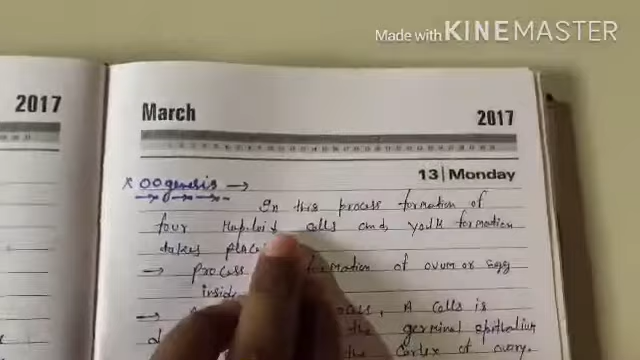 Made with KINEMASTER
2017
March
2017
13 Monday
x OOgenesis →
In this process formation of
four Haploid cells and yolk formation
takes place
→ process formation of ovum or egg
inside
→ A cells is
the germinal epithelium
the cortex of ovary.